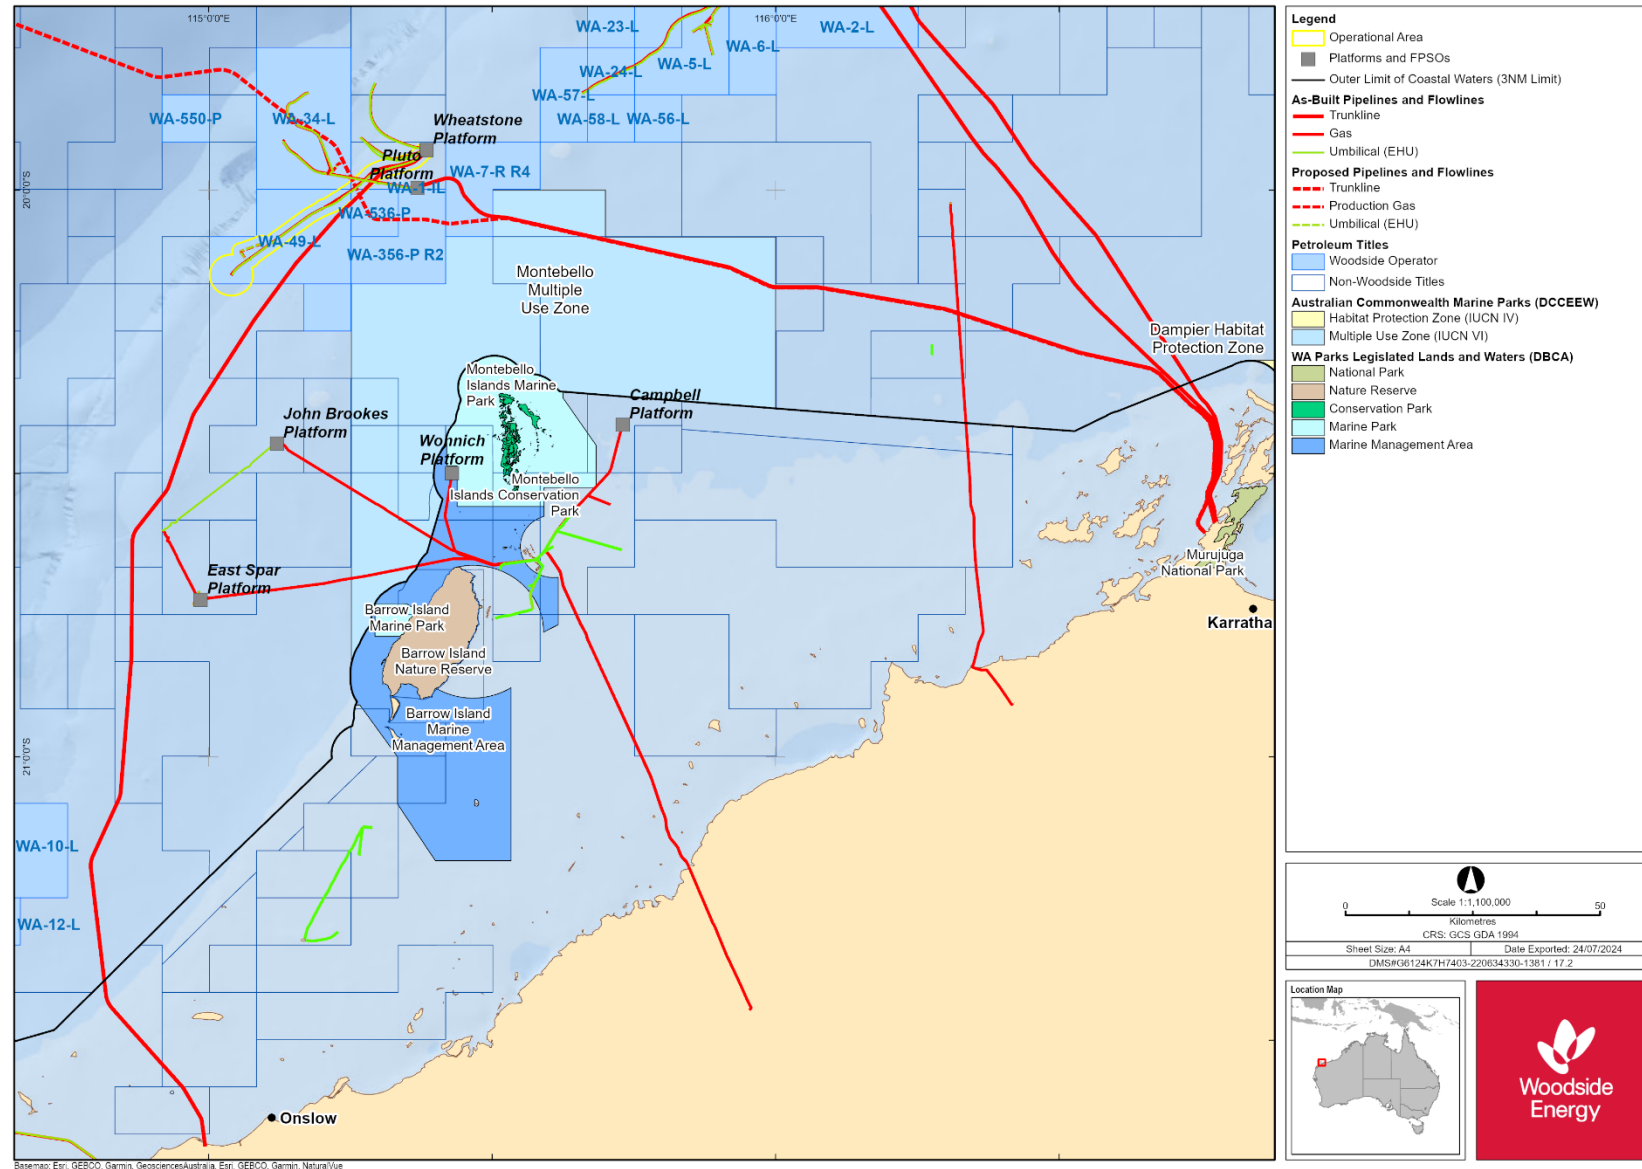 115°0'0"E
116°0'0"E
20°0'0"S
21°0'0"S
WA-23-L
WA-2-L
WA-6-L
WA-5-L
WA-24-L
WA-57-L
WA-58-L
WA-56-L
WA-550-P
WA-34-L
Wheatstone
Platform
Pluto
Platform
WA-7-R R4
WA-1-IL
WA-536-P
WA-49-L
WA-356-P R2
Montebello
Multiple
Use Zone
Dampier Habitat
Protection Zone
Montebello
Islands Marine
Park
Campbell
Platform
John Brookes
Platform
Wonnich
Platform
Montebello
Islands Conservation
Park
East Spar
Platform
Murujuga
National Park
Karratha
Barrow Island
Marine Park
Barrow Island
Nature Reserve
Barrow Island
Marine
Management Area
WA-10-L
WA-12-L
Onslow
Basemap: Esri, GEBCO, Garmin, GeosciencesAustralia, Esri, GEBCO, Garmin, NaturalVue
Legend
Operational Area
Platforms and FPSOs
Outer Limit of Coastal Waters (3NM Limit)
As-Built Pipelines and Flowlines
Trunkline
Gas
Umbilical (EHU)
Proposed Pipelines and Flowlines
Trunkline
Production Gas
Umbilical (EHU)
Petroleum Titles
Woodside Operator
Non-Woodside Titles
Australian Commonwealth Marine Parks (DCCEEW)
Habitat Protection Zone (IUCN IV)
Multiple Use Zone (IUCN VI)
WA Parks Legislated Lands and Waters (DBCA)
National Park
Nature Reserve
Conservation Park
Marine Park
Marine Management Area
Scale 1:1,100,000
0 50
Kilometres
CRS: GCS GDA 1994
Sheet Size: A4 Date Exported: 24/07/2024
DMS#G6124K7H7403-220634330-1381 / 17.2
Location Map
Woodside
Energy